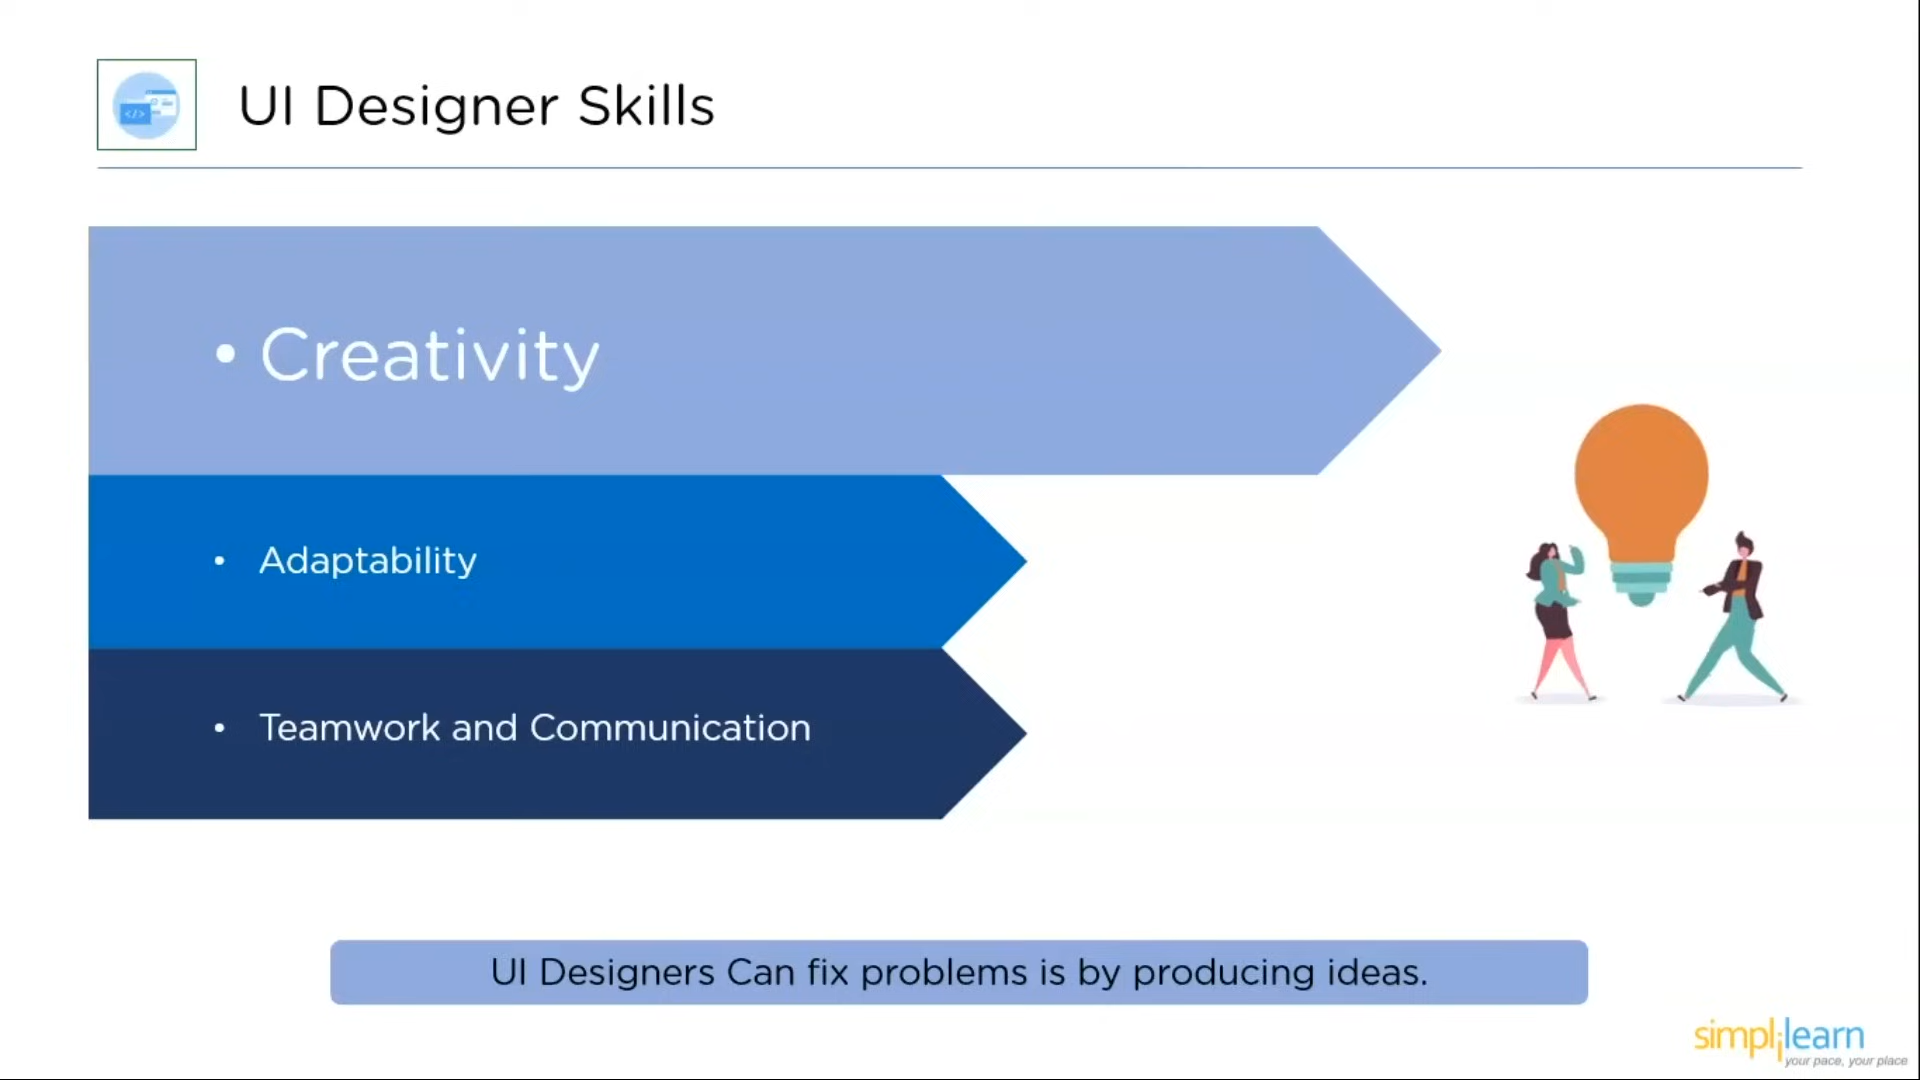 UI Designer Skills
</>
• Creativity
• Adaptability
• Teamwork and Communication
UI Designers Can fix problems is by producing ideas.
simplilearn
your pace, your place